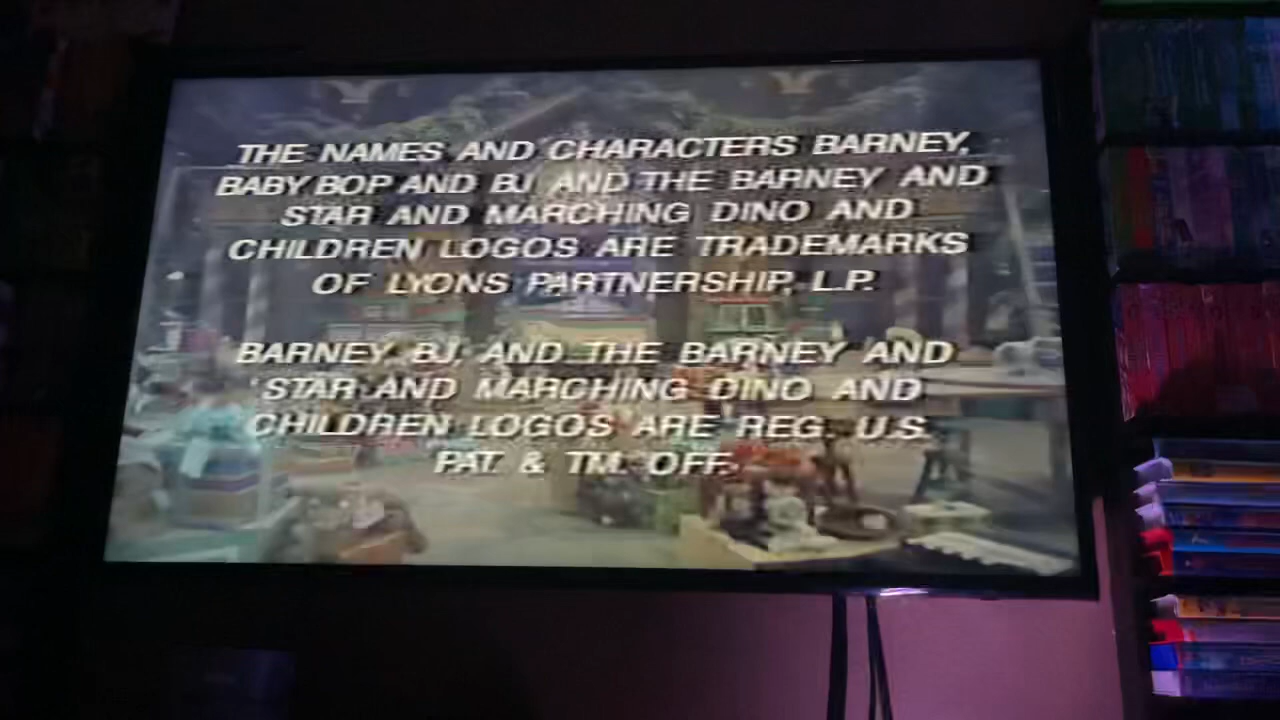 THE NAMES AND CHARACTERS BARNEY,
BABY BOP AND BJ AND THE BARNEY AND
STAR AND MARCHING DINO AND
CHILDREN LOGOS ARE TRADEMARKS
OF LYONS PARTNERSHIP, L.P.
BARNEY, BJ, AND THE BARNEY AND
STAR AND MARCHING DINO AND
CHILDREN LOGOS ARE REG. U.S.
PAT. & TM. OFF.